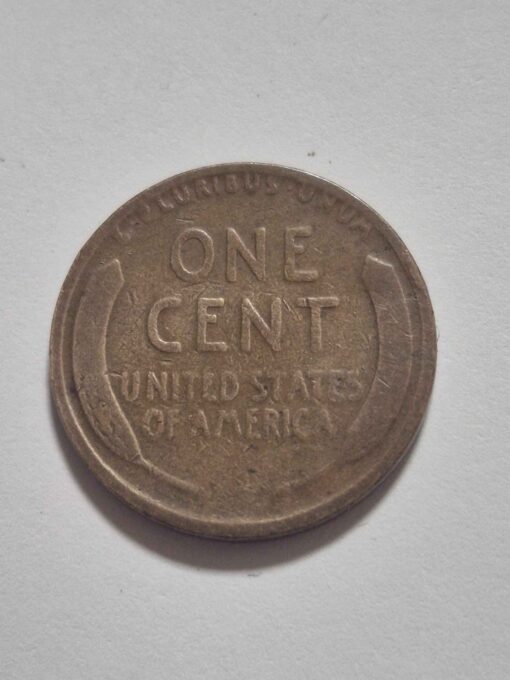 PLURIBUS · UNUM
ONE
CENT
UNITED STATES
OF AMERICA